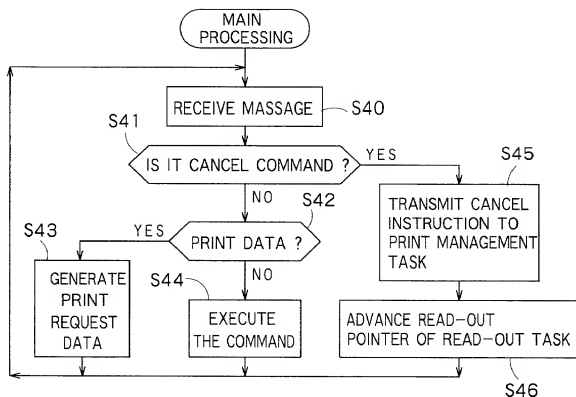 MAIN
PROCESSING
RECEIVE MASSAGE
S40
S41
IS IT CANCEL COMMAND ?
YES
S45
NO
S42
TRANSMIT CANCEL
INSTRUCTION TO
PRINT MANAGEMENT
TASK
S43
YES
PRINT DATA ?
GENERATE
PRINT
REQUEST
DATA
NO
S44
EXECUTE
THE COMMAND
ADVANCE READ-OUT
POINTER OF READ-OUT TASK
S46